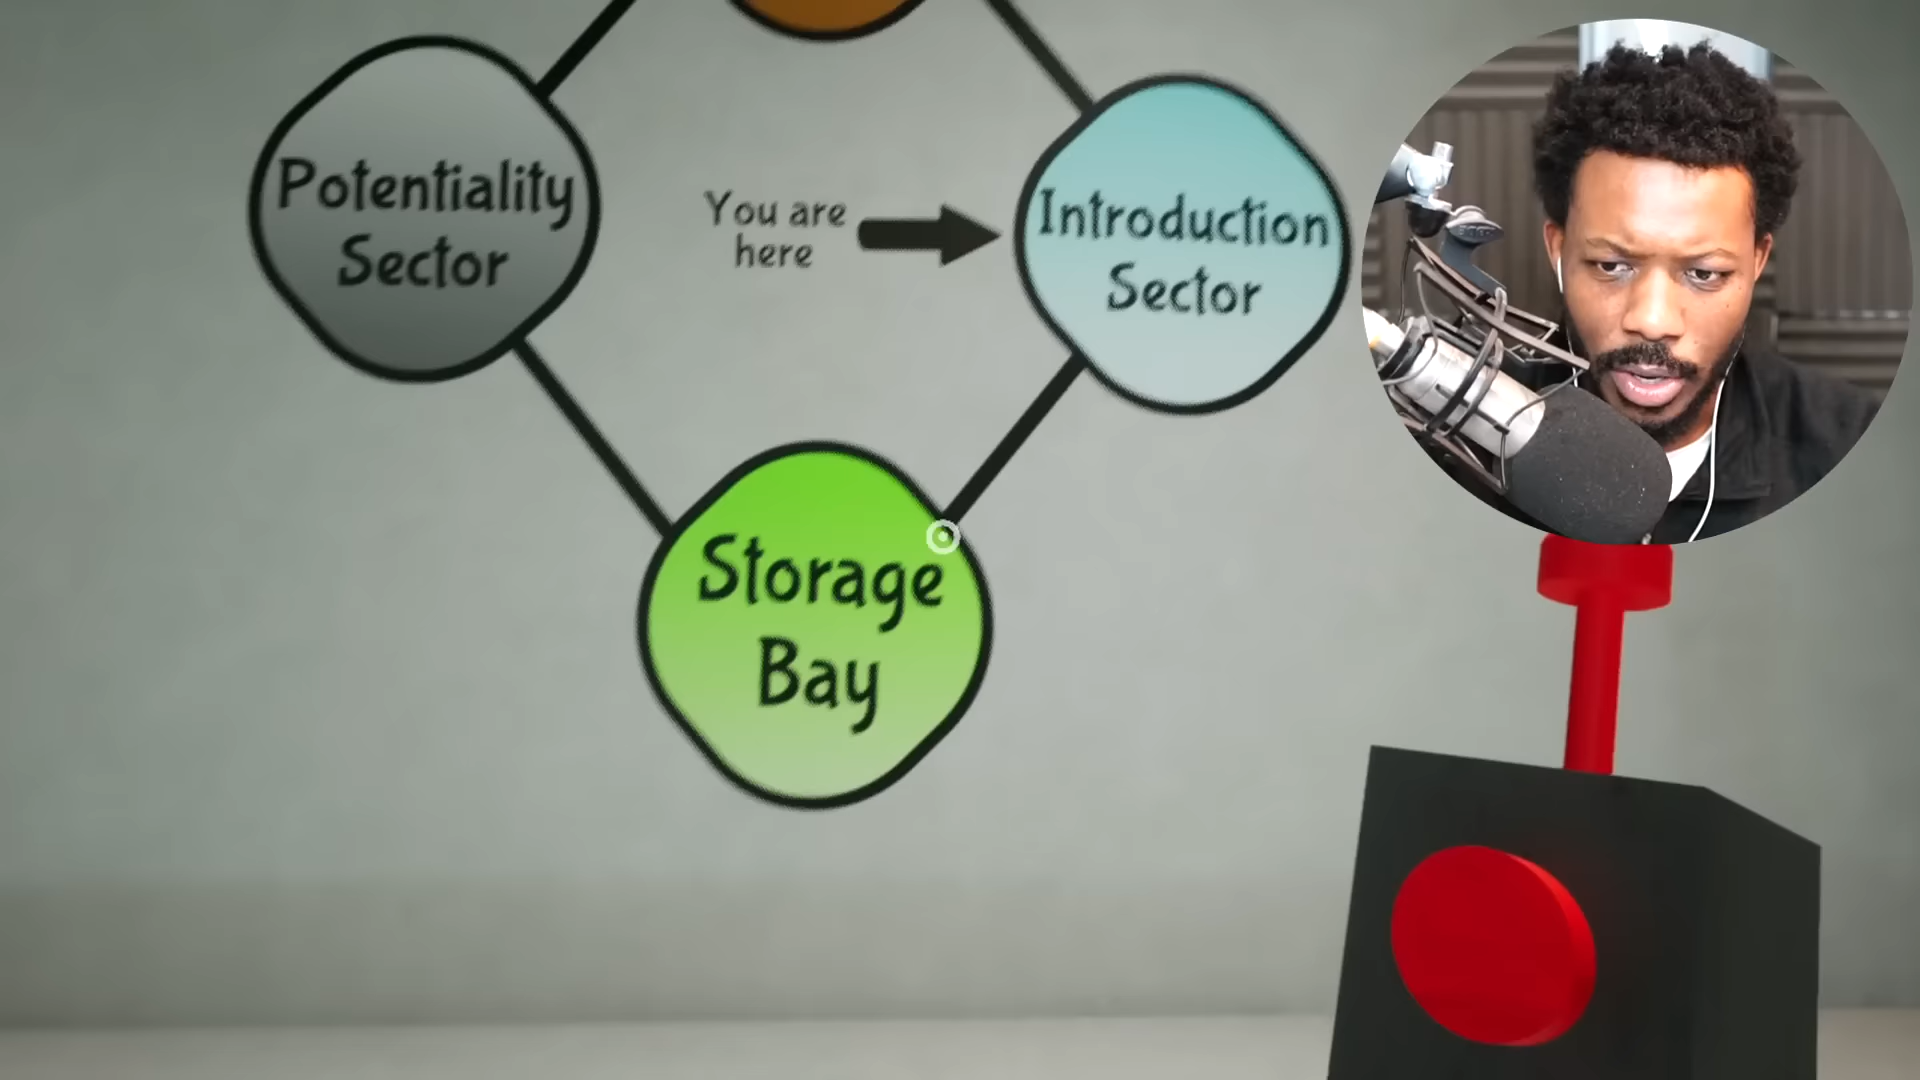 Potentiality
Sector
You are
here
Introduction
Sector
Storage
Bay